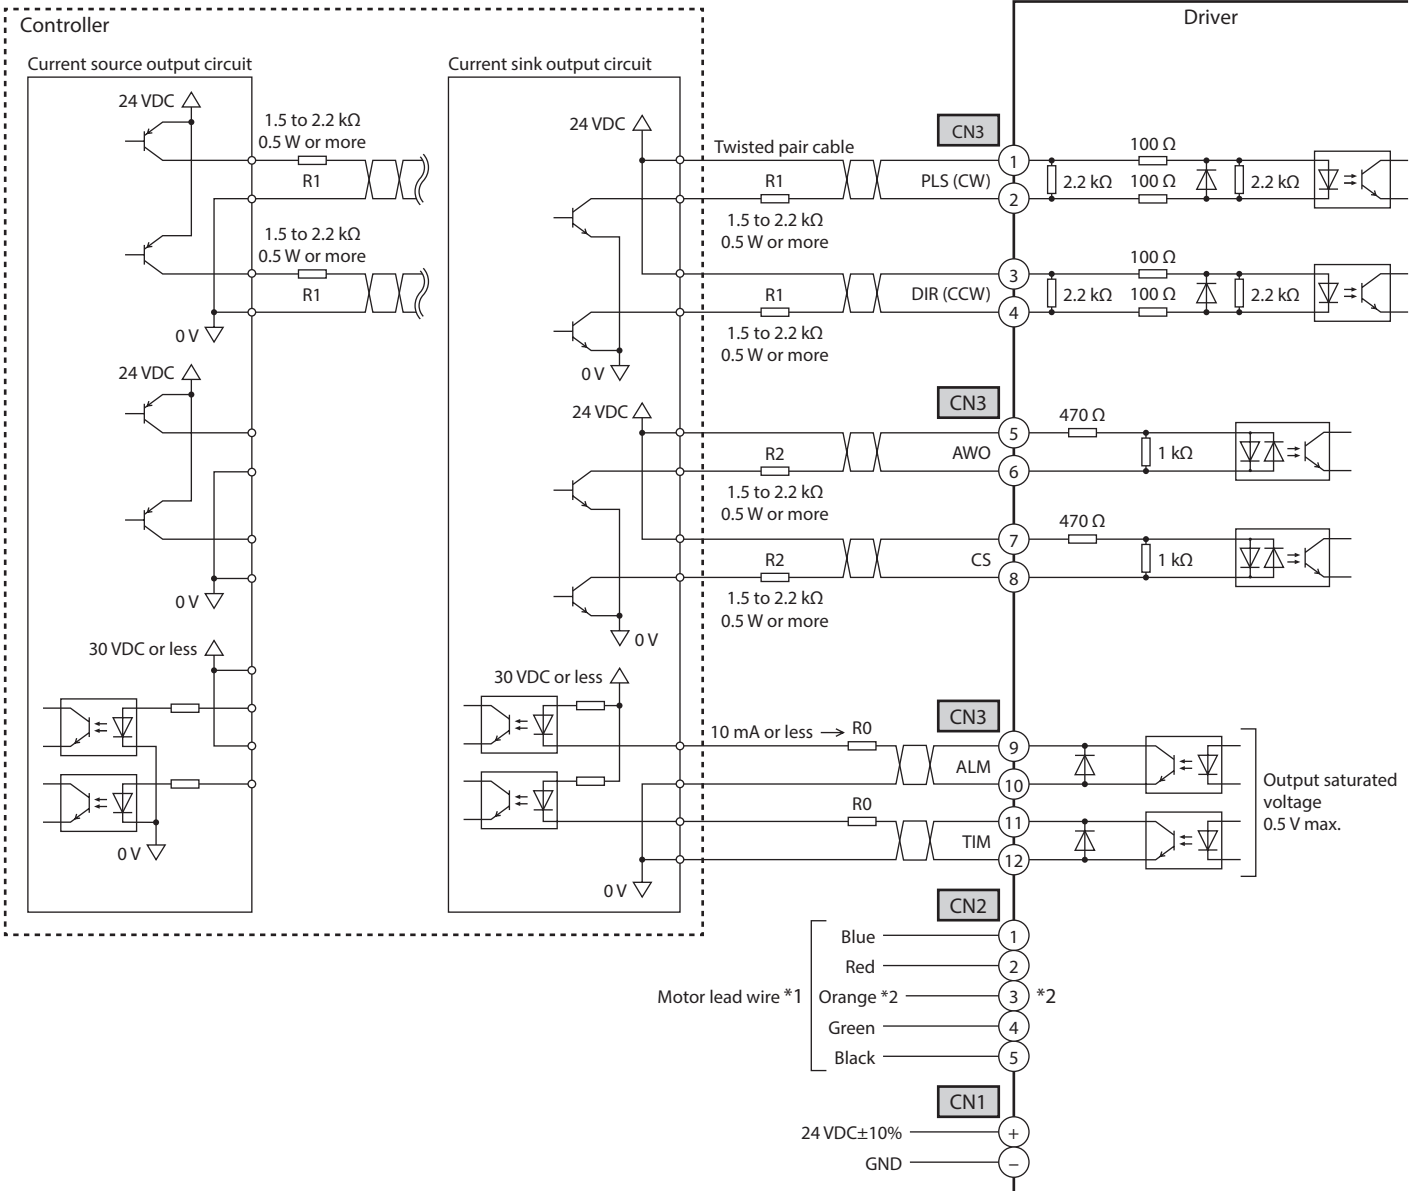 Controller
Driver
Current source output circuit
24 VDC
1.5 to 2.2 kΩ
0.5 W or more
R1
1.5 to 2.2 kΩ
0.5 W or more
R1
0 V
24 VDC
0 V
30 VDC or less
0 V
Current sink output circuit
24 VDC
0 V
24 VDC
0 V
30 VDC or less
0 V
Twisted pair cable
R1
1.5 to 2.2 kΩ
0.5 W or more
R1
1.5 to 2.2 kΩ
0.5 W or more
R2
1.5 to 2.2 kΩ
0.5 W or more
R2
1.5 to 2.2 kΩ
0.5 W or more
10 mA or less
R0
R0
CN3
1
PLS (CW)
2
100 Ω
2.2 kΩ
100 Ω
2.2 kΩ
3
DIR (CCW)
4
100 Ω
2.2 kΩ
100 Ω
2.2 kΩ
CN3
5
AWO
6
470 Ω
1 kΩ
7
CS
8
470 Ω
1 kΩ
CN3
9
ALM
10
11
TIM
12
Output saturated
voltage
0.5 V max.
CN2
Motor lead wire *1
Blue 1
Red 2
Orange *2 3 *2
Green 4
Black 5
CN1
24 VDC±10% +
GND −